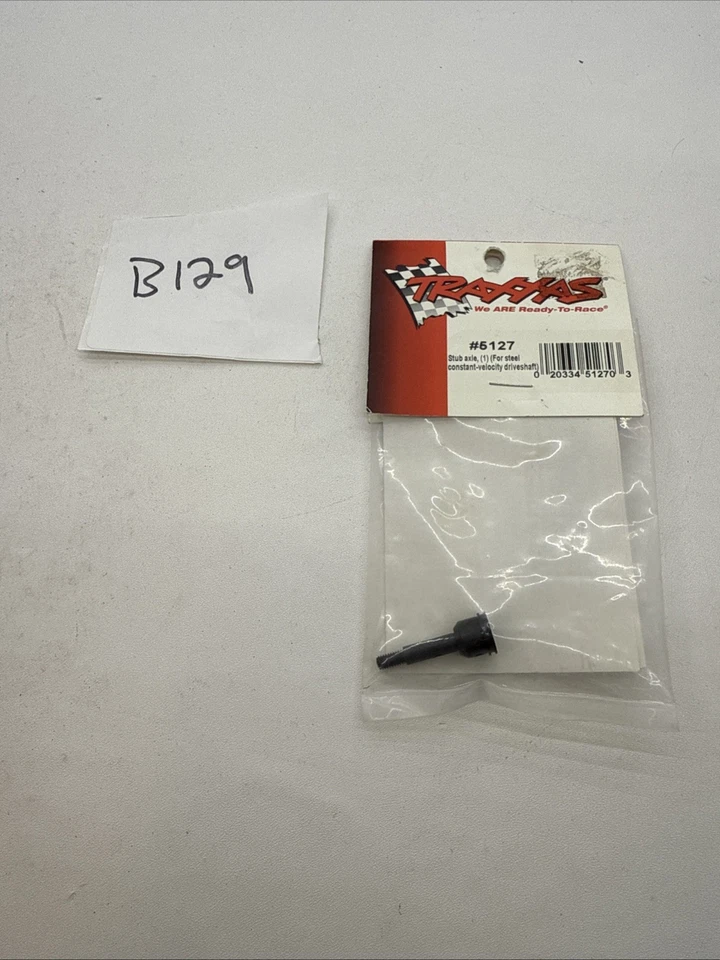 B129
TRAXXAS
We ARE Ready-To-Race®
#5127
Stub axle, (1) (For steel
constant-velocity driveshaft)
0 20334 51270 3